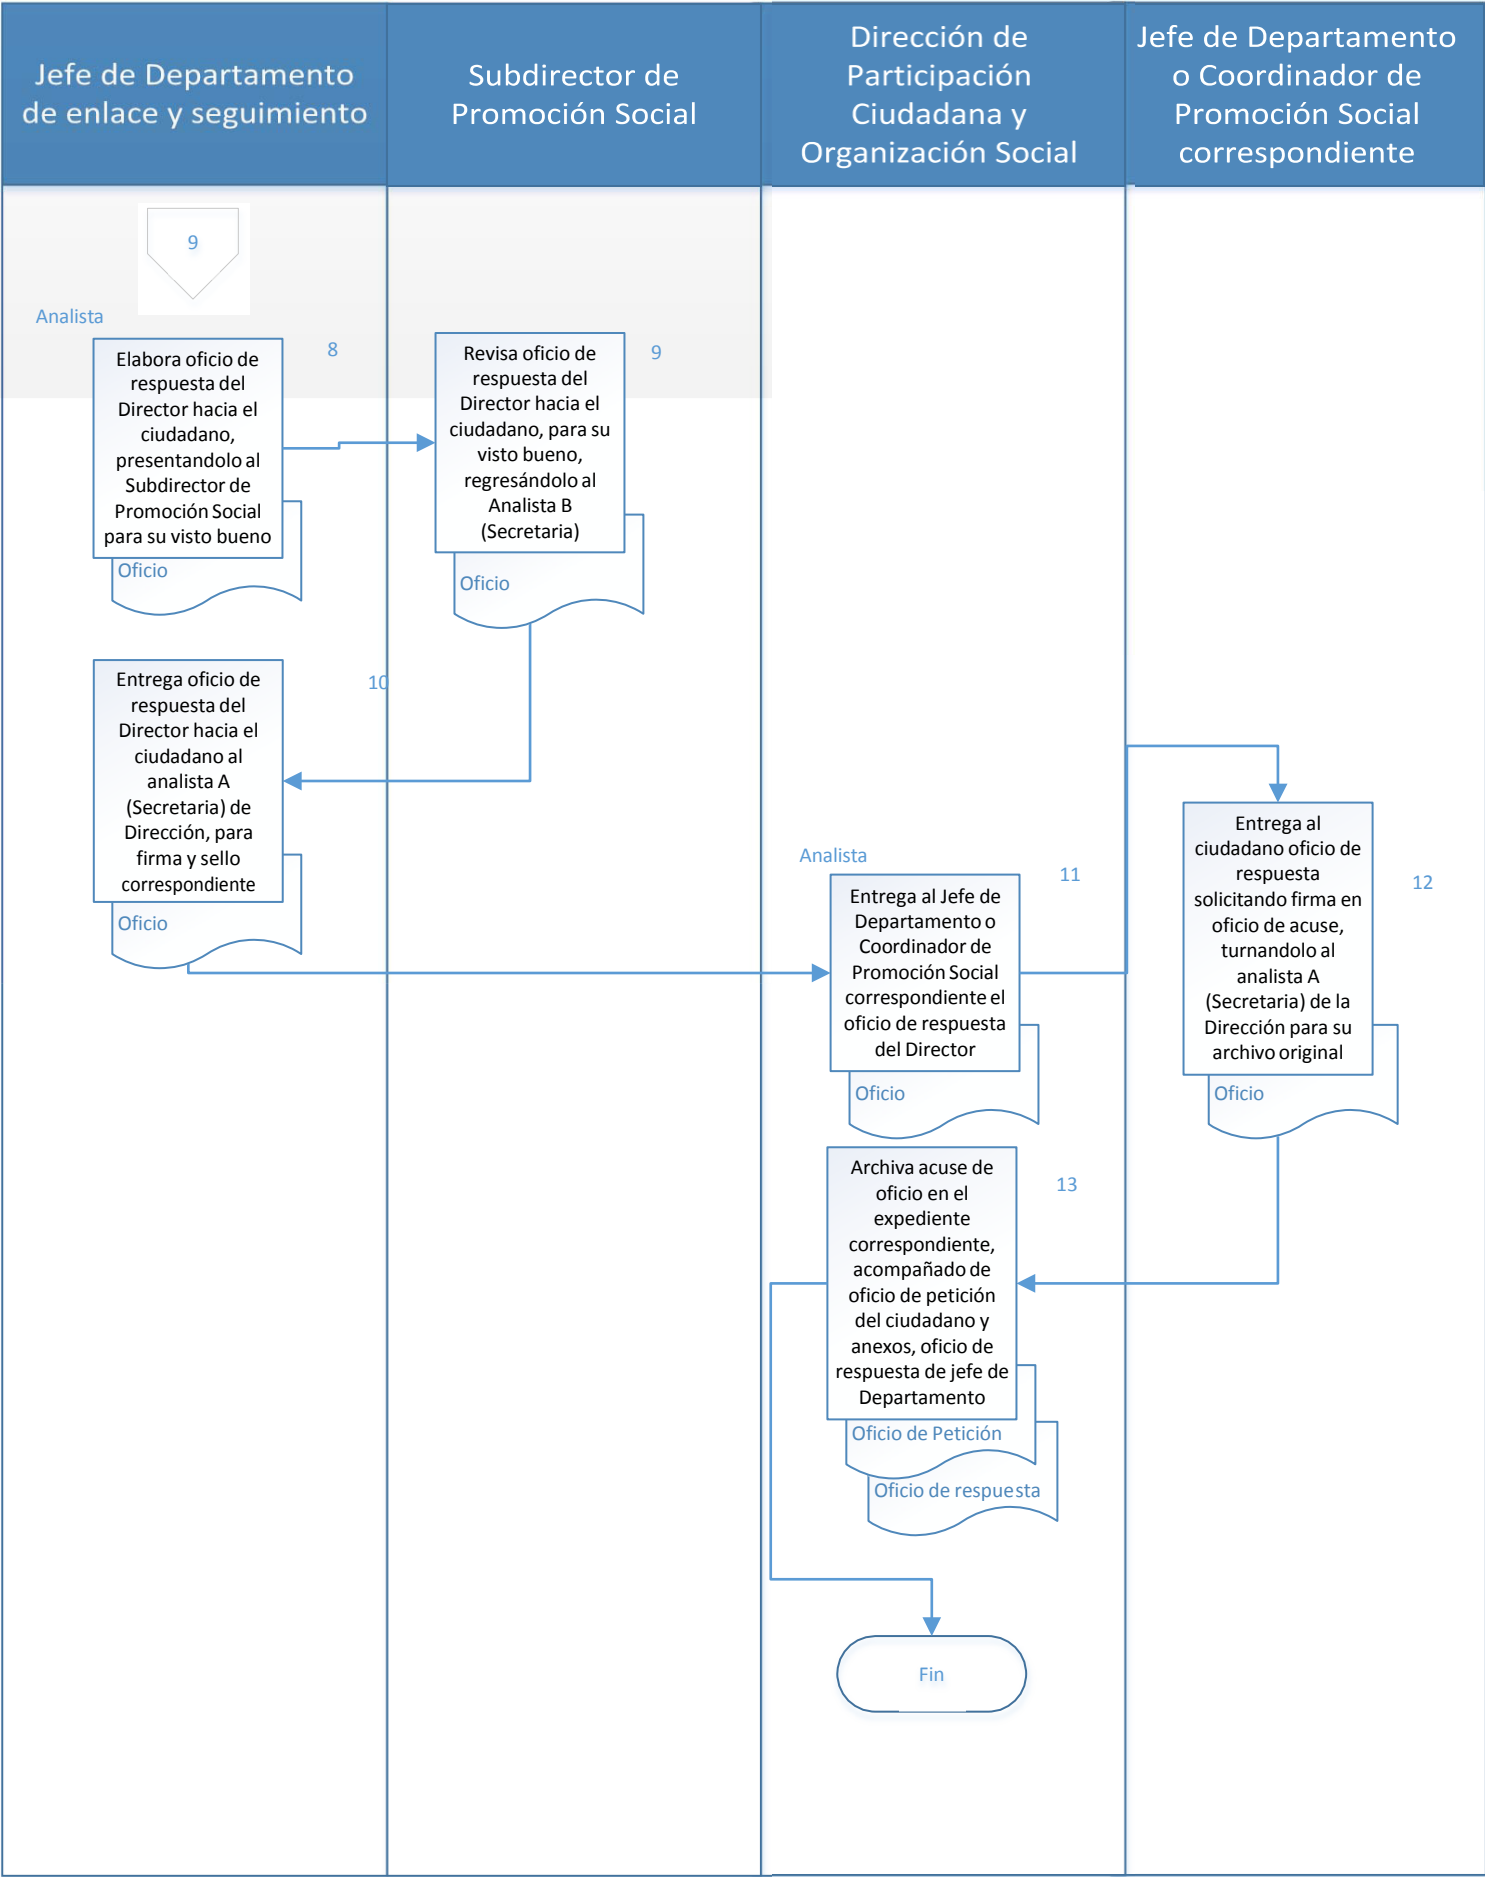 Jefe de Departamento
de enlace y seguimiento
Subdirector de
Promoción Social
Dirección de
Participación
Ciudadana y
Organización Social
Jefe de Departamento
o Coordinador de
Promoción Social
correspondiente
9
Analista
8
Elabora oficio de
respuesta del
Director hacia el
ciudadano,
presentandolo al
Subdirector de
Promoción Social
para su visto bueno
Oficio
9
Revisa oficio de
respuesta del
Director hacia el
ciudadano, para su
visto bueno,
regresándolo al
Analista B
(Secretaria)
Oficio
10
Entrega oficio de
respuesta del
Director hacia el
ciudadano al
analista A
(Secretaria) de
Dirección, para
firma y sello
correspondiente
Oficio
Analista
11
Entrega al Jefe de
Departamento o
Coordinador de
Promoción Social
correspondiente el
oficio de respuesta
del Director
Oficio
12
Entrega al
ciudadano oficio de
respuesta
solicitando firma en
oficio de acuse,
turnandolo al
analista A
(Secretaria) de la
Dirección para su
archivo original
Oficio
13
Archiva acuse de
oficio en el
expediente
correspondiente,
acompañado de
oficio de petición
del ciudadano y
anexos, oficio de
respuesta de jefe de
Departamento
Oficio de Petición
Oficio de respuesta
Fin